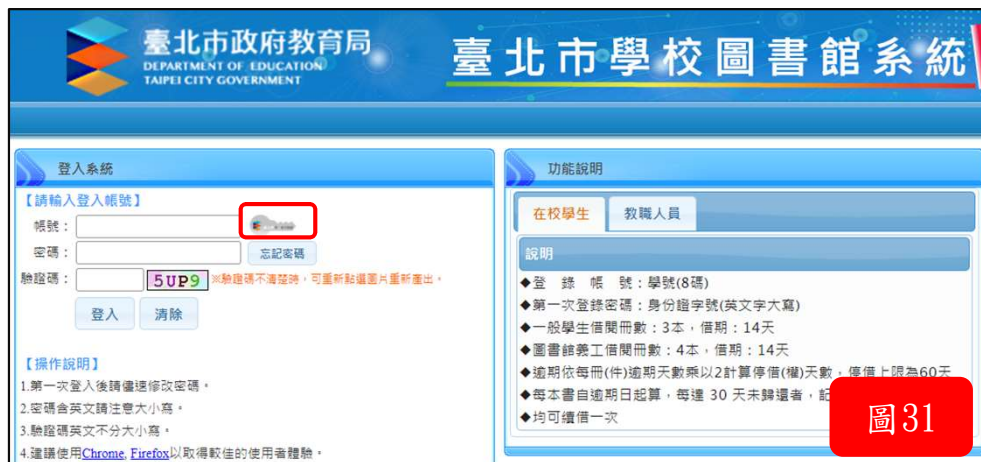 臺北市政府教育局
DEPARTMENT OF EDUCATION
TAIPEI CITY GOVERNMENT
臺北市學校圖書館系統
登入系統
【請輸入登入帳號】
帳號：
密碼：
忘記密碼
驗證碼：
5UP9
※驗證碼不清楚時，可重新點選圖片重新產出。
登入
清除
【操作說明】
1.第一次登入後請儘速修改密碼。
2.密碼含英文請注意大小寫。
3.驗證碼英文不分大小寫。
4.建議使用Chrome, Firefox以取得較佳的使用者體驗。
功能說明
在校學生
教職人員
說明
◆登 錄 帳 號：學號(8碼)
◆第一次登錄密碼：身份證字號(英文字大寫)
◆一般學生借閱冊數：3本，借期：14天
◆圖書館義工借閱冊數：4本，借期：14天
◆逾期依每冊(件)逾期天數乘以2計算停借(權)天數，停借上限為60天
◆每本書自逾期日起算，每達 30 天未歸還者，記
◆均可續借一次
圖31